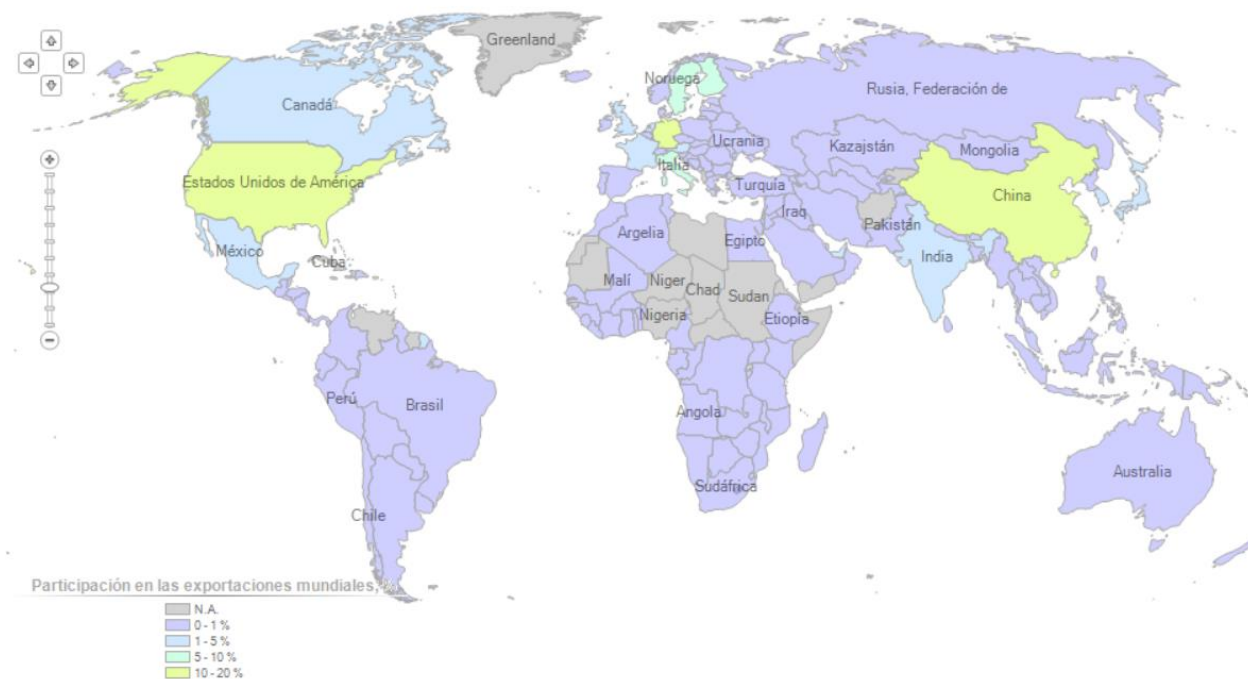 Greenland
Noruega
Rusia, Federación de
Canadá
Ucrania
Kazajstán
Mongolia
Italia
Estados Unidos de América
Turquía
China
Iraq
Pakistán
Argelia
Egipto
México
India
Cuba
Malí
Niger
Chad
Sudan
Nigeria
Etiopía
Perú
Brasil
Angola
Australia
Sudáfrica
Chile
Participación en las exportaciones mundiales, %
N.A.
0 - 1 %
1 - 5 %
5 - 10 %
10 - 20 %